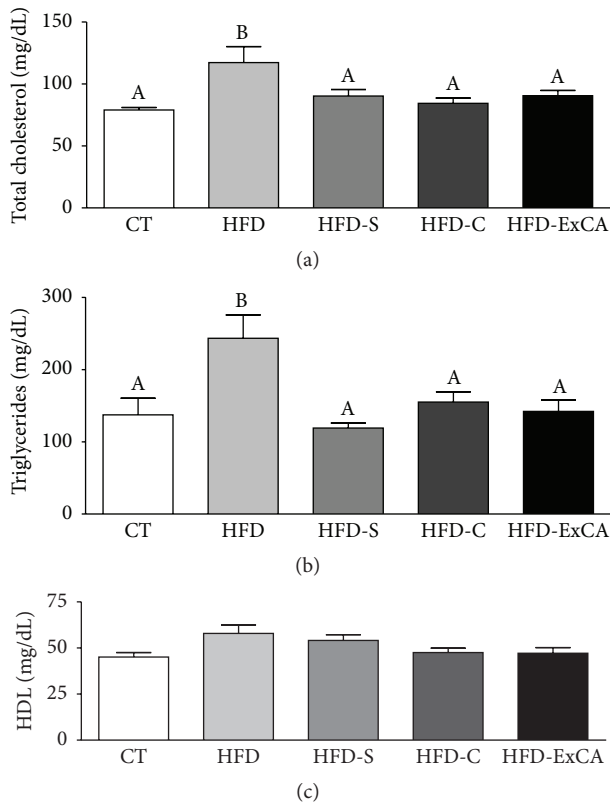 Total cholesterol (mg/dL)
150
100
50
0
A
B
A
A
A
CT HFD HFD-S HFD-C HFD-ExCA
(a)
Triglycerides (mg/dL)
300
200
100
0
A
B
A
A
A
CT HFD HFD-S HFD-C HFD-ExCA
(b)
HDL (mg/dL)
75
50
25
0
CT HFD HFD-S HFD-C HFD-ExCA
(c)